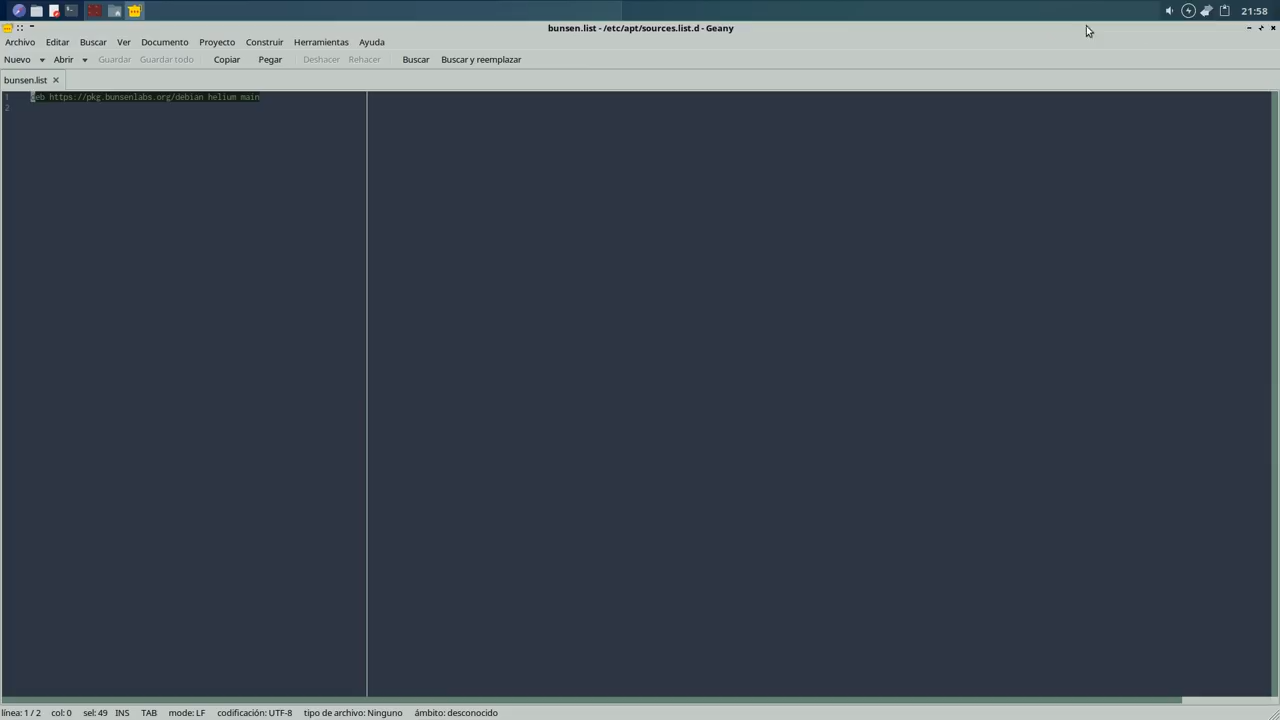 21:58
bunsen.list - /etc/apt/sources.list.d - Geany
Archivo Editar Buscar Ver Documento Proyecto Construir Herramientas Ayuda
Nuevo Abrir Guardar Guardar todo Copiar Pegar Deshacer Rehacer Buscar Buscar y reemplazar
bunsen.list
1 deb https://pkg.bunsenlabs.org/debian helium main
2
línea: 1 / 2 col: 0 sel: 49 INS TAB mode: LF codificación: UTF-8 tipo de archivo: Ninguno ámbito: desconocido